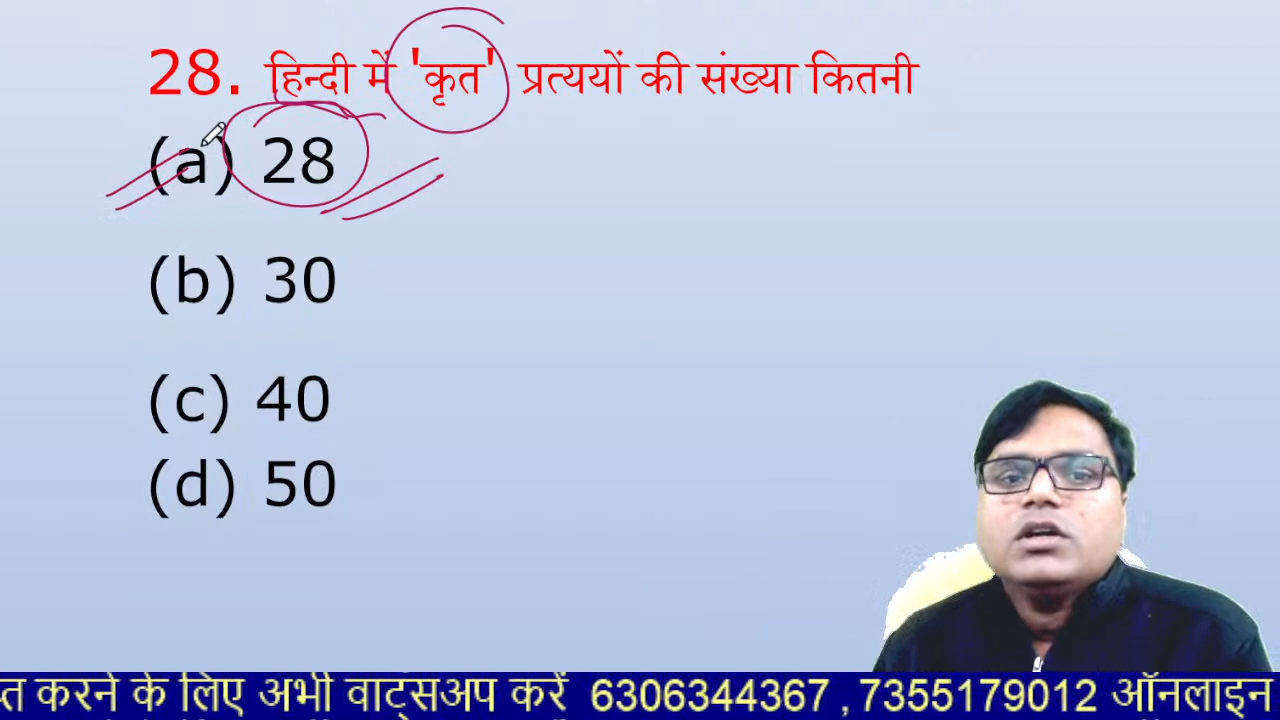 28. हिन्दी में 'कृत' प्रत्ययों की संख्या कितनी
(a) 28
(b) 30
(c) 40
(d) 50
करने के लिए अभी वाट्सअप करें 6306344367 , 7355179012 ऑनलाइन